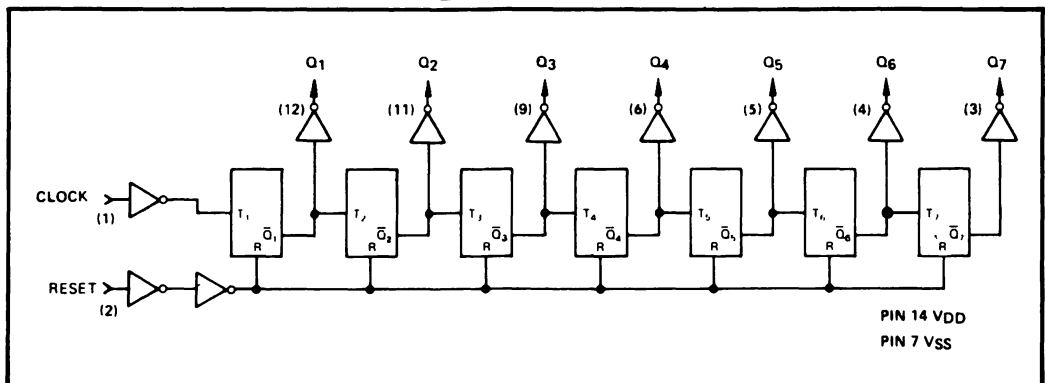 Q1 Q2 Q3 Q4 Q5 Q6 Q7
(12) (11) (9) (6) (5) (4) (3)
CLOCK T1 T2 T3 T4 T5 T6 T7
(1) Q̅1 Q̅2 Q̅3 Q̅4 Q̅5 Q̅6 Q̅7
R R R R R R R
RESET
(2)
PIN 14 VDD
PIN 7 VSS